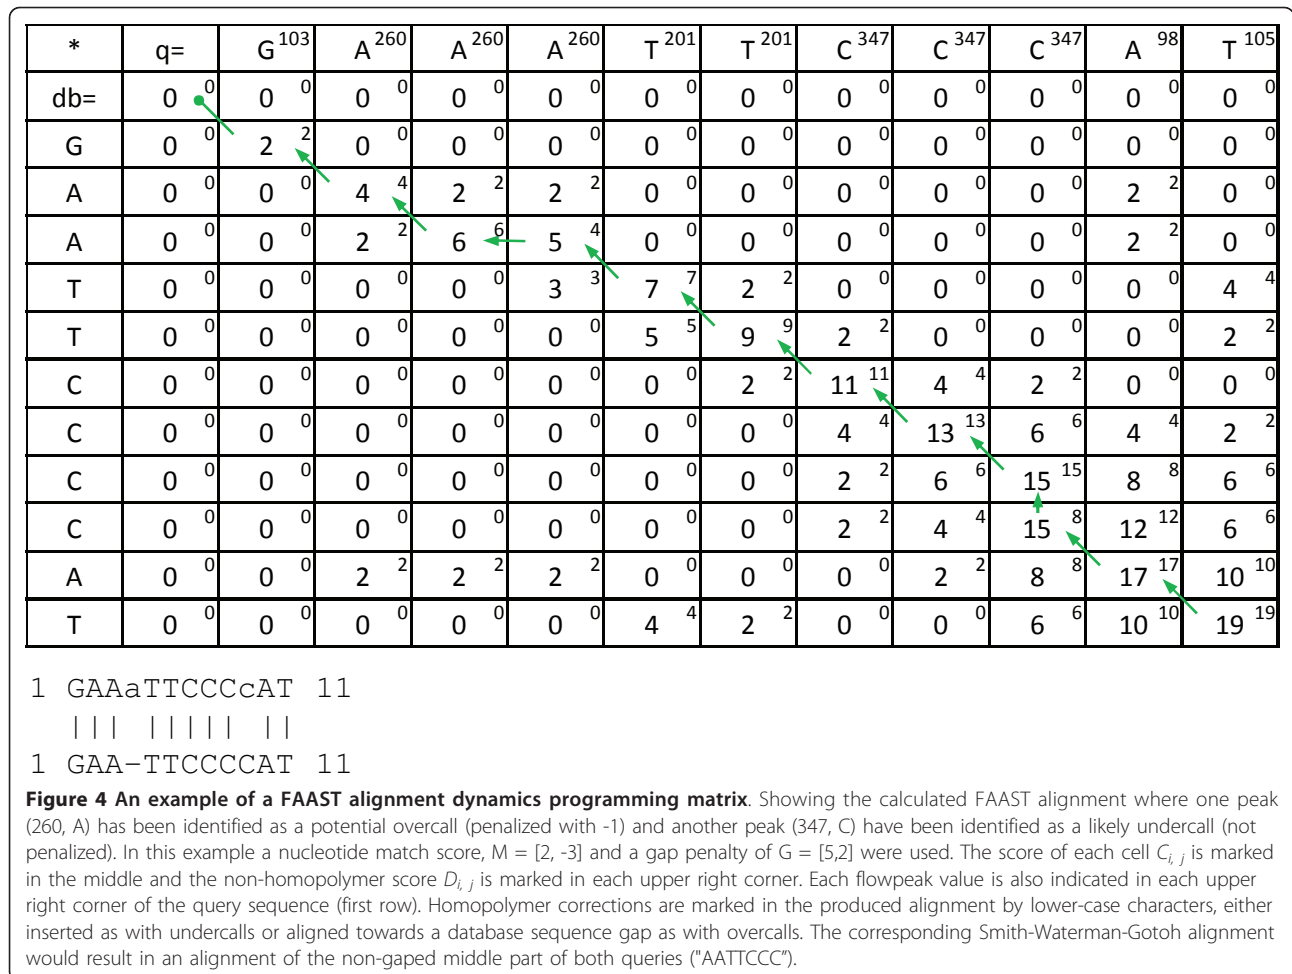 * q= G 103 A 260 A 260 A 260 T 201 T 201 C 347 C 347 C 347 A 98 T 105
db= 0 0 0 0 0 0 0 0 0 0 0 0 0 0 0 0 0 0 0 0 0 0 0 0
G 0 0 2 2 0 0 0 0 0 0 0 0 0 0 0 0 0 0 0 0 0 0 0 0
A 0 0 0 0 4 4 2 2 2 2 0 0 0 0 0 0 0 0 0 0 2 2 0 0
A 0 0 0 0 2 2 6 6 5 4 0 0 0 0 0 0 0 0 0 0 2 2 0 0
T 0 0 0 0 0 0 0 0 3 3 7 7 2 2 0 0 0 0 0 0 0 0 4 4
T 0 0 0 0 0 0 0 0 0 0 5 5 9 9 2 2 0 0 0 0 0 0 2 2
C 0 0 0 0 0 0 0 0 0 0 0 0 2 2 11 11 4 4 2 2 0 0 0 0
C 0 0 0 0 0 0 0 0 0 0 0 0 0 0 4 4 13 13 6 6 4 4 2 2
C 0 0 0 0 0 0 0 0 0 0 0 0 0 0 2 2 6 6 15 15 8 8 6 6
C 0 0 0 0 0 0 0 0 0 0 0 0 0 0 2 2 4 4 15 8 12 12 6 6
A 0 0 0 0 2 2 2 2 2 2 0 0 0 0 0 0 2 2 8 8 17 17 10 10
T 0 0 0 0 0 0 0 0 0 0 4 4 2 2 0 0 0 0 6 6 10 10 19 19
1 GAAaTTCCCcAT 11
||| ||||| ||
1 GAA-TTCCCCAT 11
Figure 4 An example of a FAAST alignment dynamics programming matrix. Showing the calculated FAAST alignment where one peak
(260, A) has been identified as a potential overcall (penalized with -1) and another peak (347, C) have been identified as a likely undercall (not
penalized). In this example a nucleotide match score, M = [2, -3] and a gap penalty of G = [5,2] were used. The score of each cell C i, j is marked
in the middle and the non-homopolymer score D i, j is marked in each upper right corner. Each flowpeak value is also indicated in each upper
right corner of the query sequence (first row). Homopolymer corrections are marked in the produced alignment by lower-case characters, either
inserted as with undercalls or aligned towards a database sequence gap as with overcalls. The corresponding Smith-Waterman-Gotoh alignment
would result in an alignment of the non-gaped middle part of both queries ("AATTCCC").